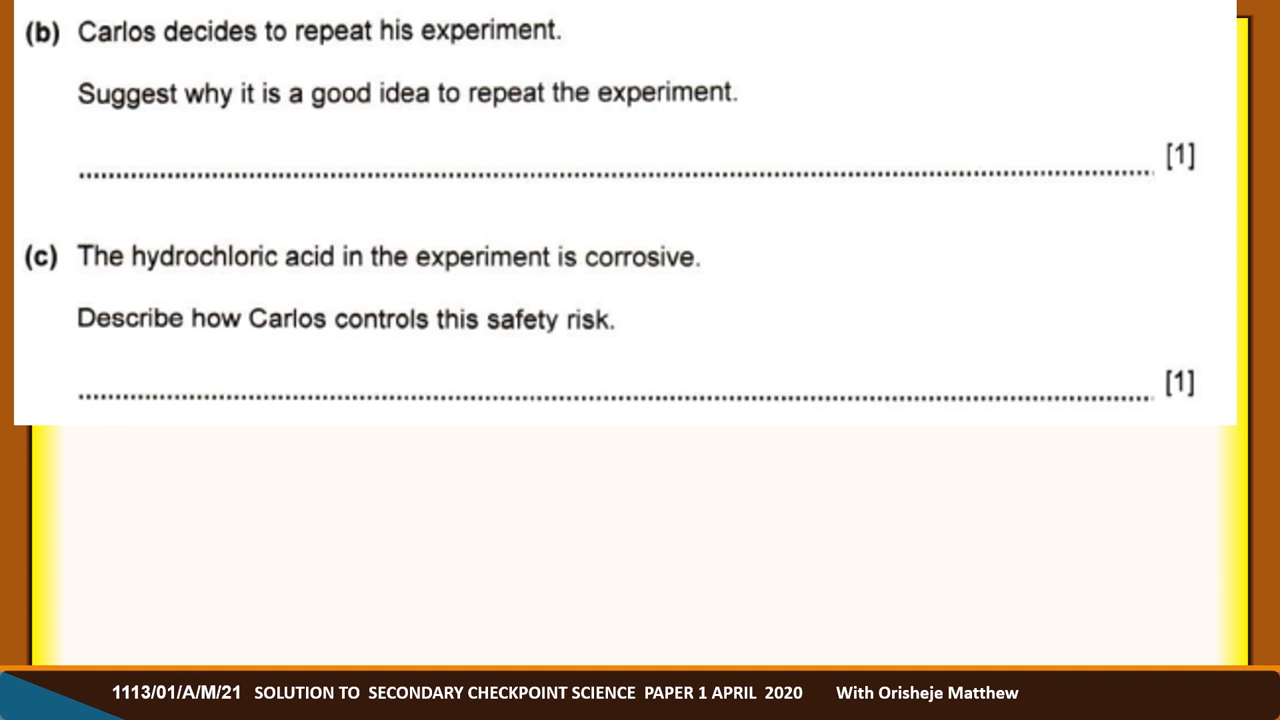 (b) Carlos decides to repeat his experiment.
Suggest why it is a good idea to repeat the experiment.
[1]
(c) The hydrochloric acid in the experiment is corrosive.
Describe how Carlos controls this safety risk.
[1]
1113/01/A/M/21 SOLUTION TO SECONDARY CHECKPOINT SCIENCE PAPER 1 APRIL 2020 With Orisheje Matthew